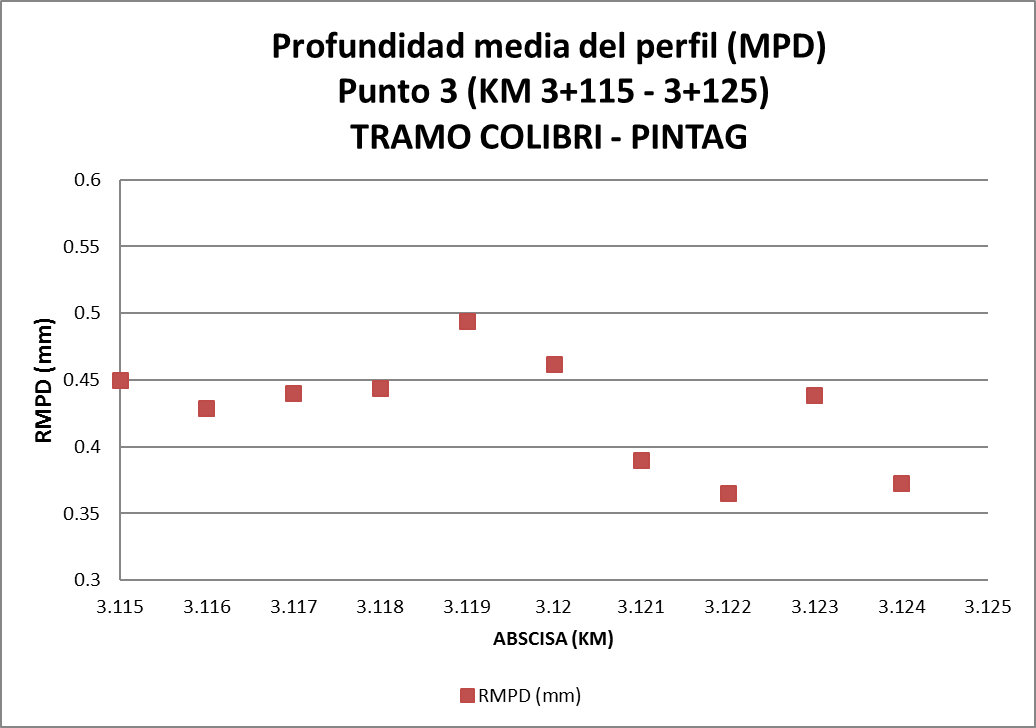 Profundidad media del perfil (MPD)
Punto 3 (KM 3+115 - 3+125)
TRAMO COLIBRI - PINTAG
0.6
0.55
0.5
0.45
0.4
0.35
0.3
RMPD (mm)
3.115 3.116 3.117 3.118 3.119 3.12 3.121 3.122 3.123 3.124 3.125
ABSCISA (KM)
RMPD (mm)